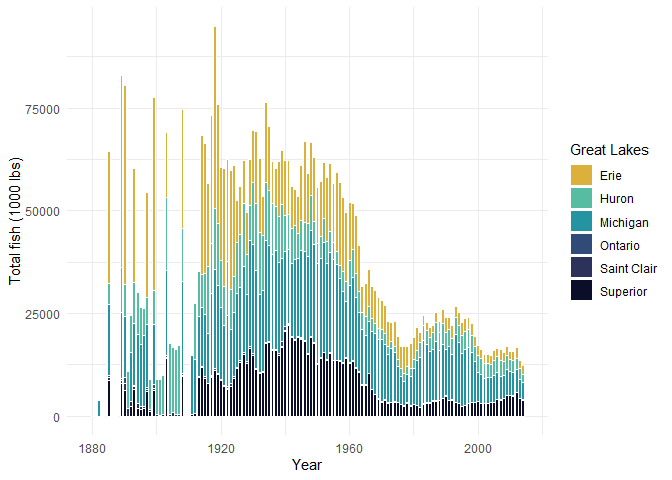 Total fish (1000 lbs)
75000
50000
25000
0
1880
1920
1960
2000
Year
Great Lakes
Erie
Huron
Michigan
Ontario
Saint Clair
Superior